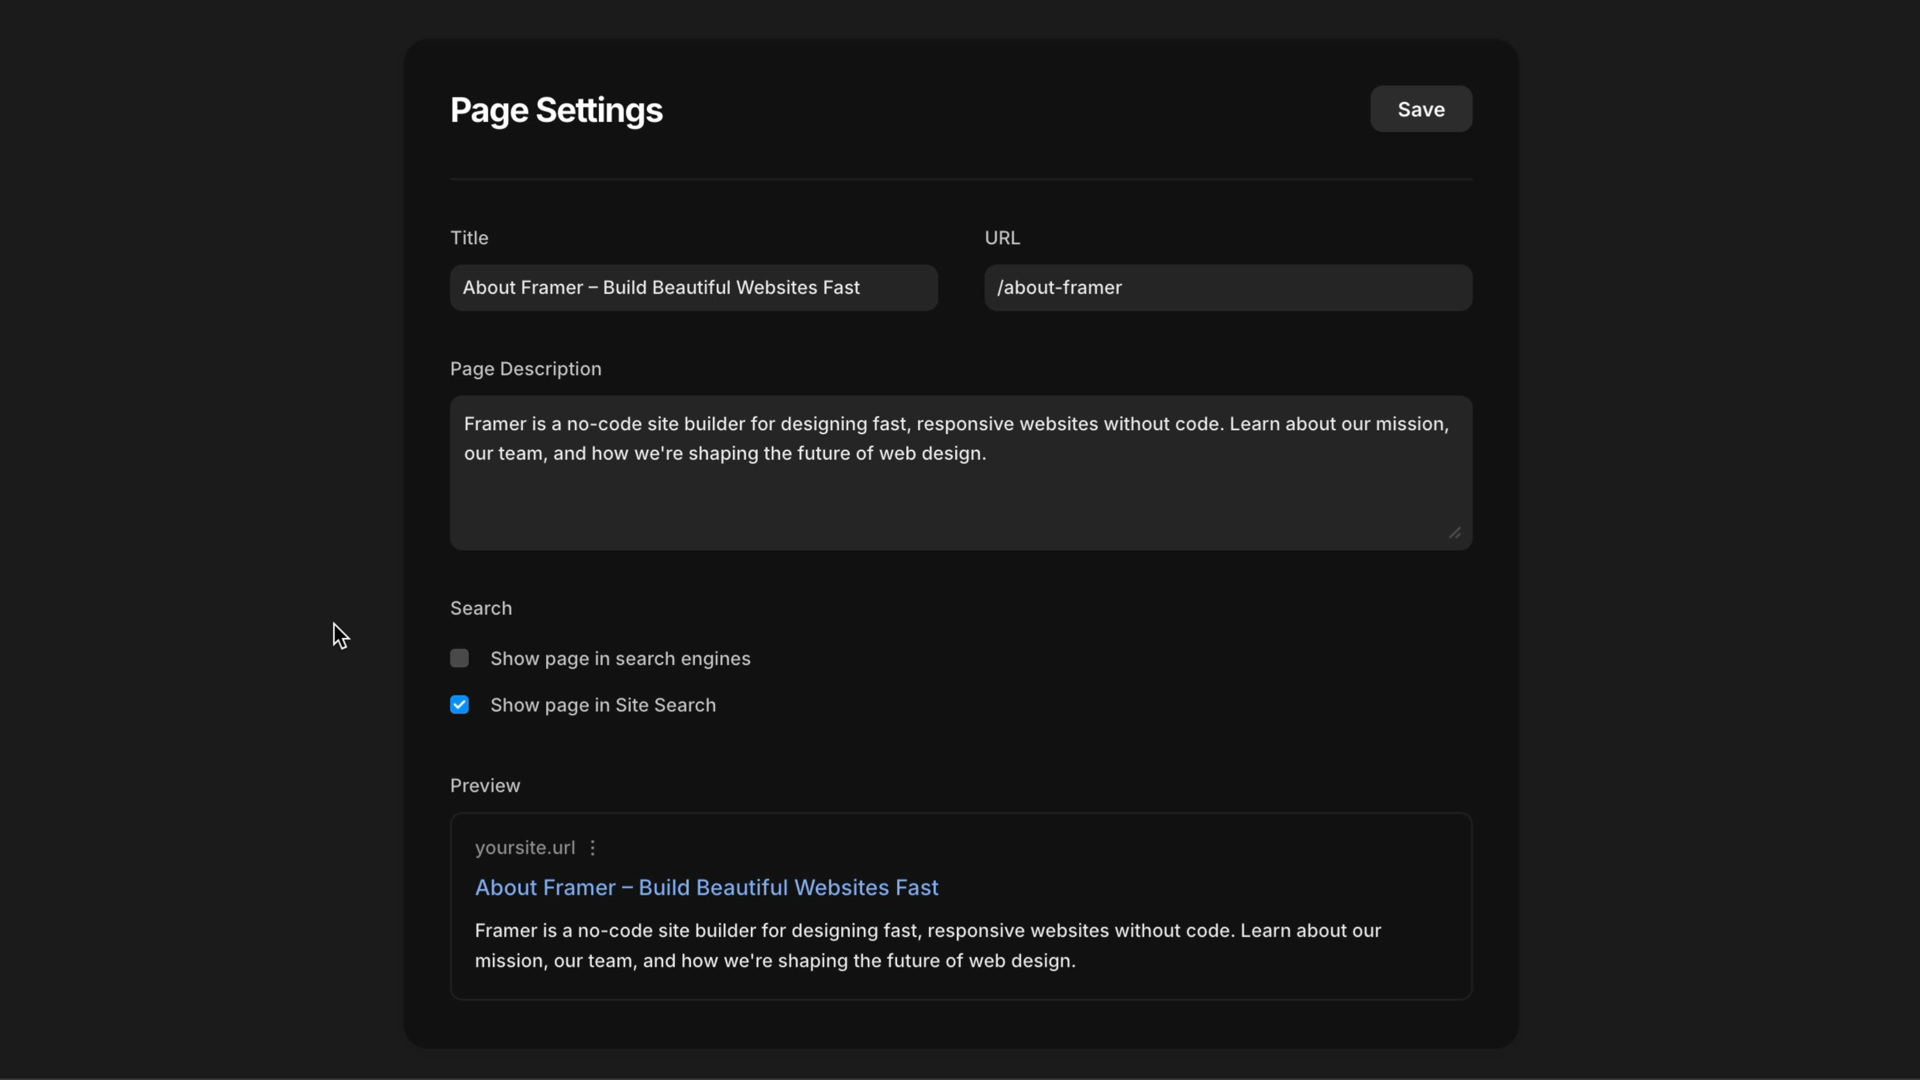 Page Settings
Save
Title
URL
About Framer – Build Beautiful Websites Fast
/about-framer
Page Description
Framer is a no-code site builder for designing fast, responsive websites without code. Learn about our mission,
our team, and how we're shaping the future of web design.
Search
Show page in search engines
Show page in Site Search
Preview
yoursite.url
About Framer – Build Beautiful Websites Fast
Framer is a no-code site builder for designing fast, responsive websites without code. Learn about our
mission, our team, and how we're shaping the future of web design.